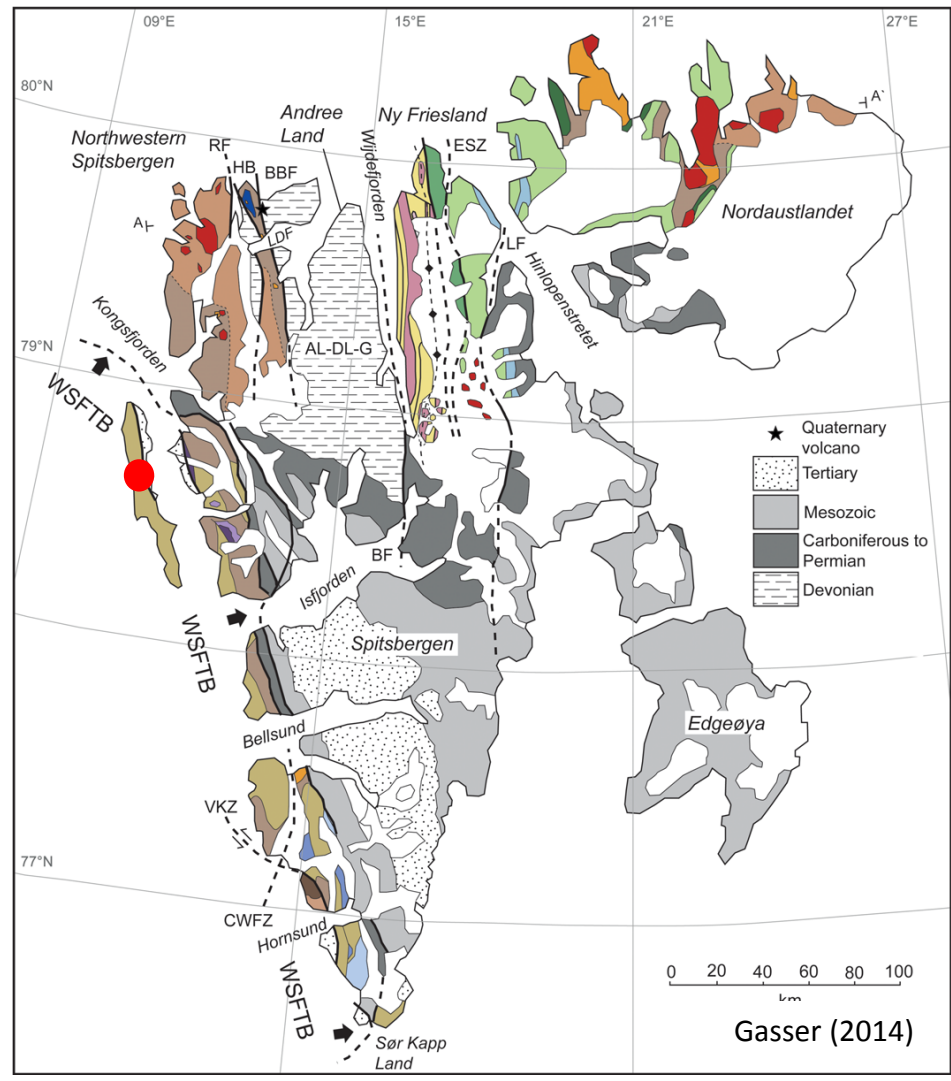 09°E
15°E
21°E
27°E
80°N
Andree
Land
Ny Friesland
Northwestern
Spitsbergen
RF
HB
BBF
Wijdefjorden
ESZ
A'
A
LDF
Nordaustlandet
LF
Hinlopenstretet
Kongsfjorden
79°N
AL-DL-G
WSFTB
Quaternary
volcano
Tertiary
Mesozoic
Carboniferous to
Permian
Devonian
BF
Isfjorden
WSFTB
Spitsbergen
Edgeøya
Bellsund
VKZ
77°N
CWFZ
Hornsund
WSFTB
0 20 40 60 80 100
km
Gasser (2014)
Sør Kapp
Land